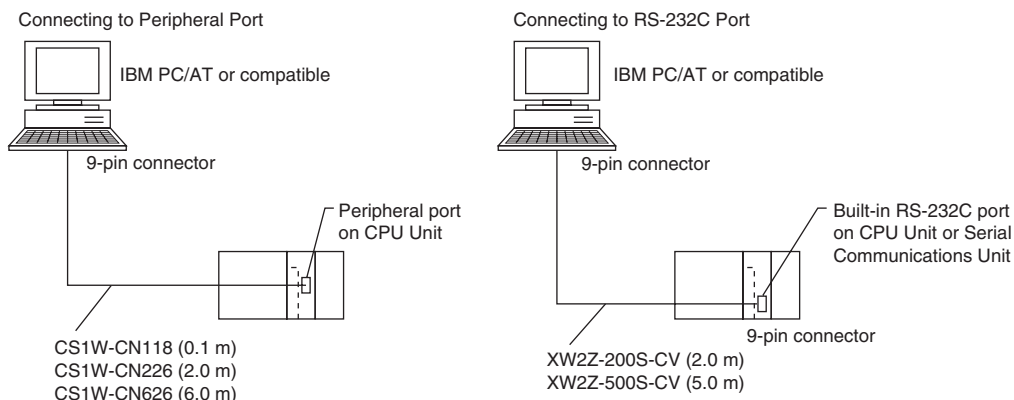 Connecting to Peripheral Port
IBM PC/AT or compatible
9-pin connector
Peripheral port
on CPU Unit
CS1W-CN118 (0.1 m)
CS1W-CN226 (2.0 m)
CS1W-CN626 (6.0 m)
Connecting to RS-232C Port
IBM PC/AT or compatible
9-pin connector
Built-in RS-232C port
on CPU Unit or Serial
Communications Unit
9-pin connector
XW2Z-200S-CV (2.0 m)
XW2Z-500S-CV (5.0 m)